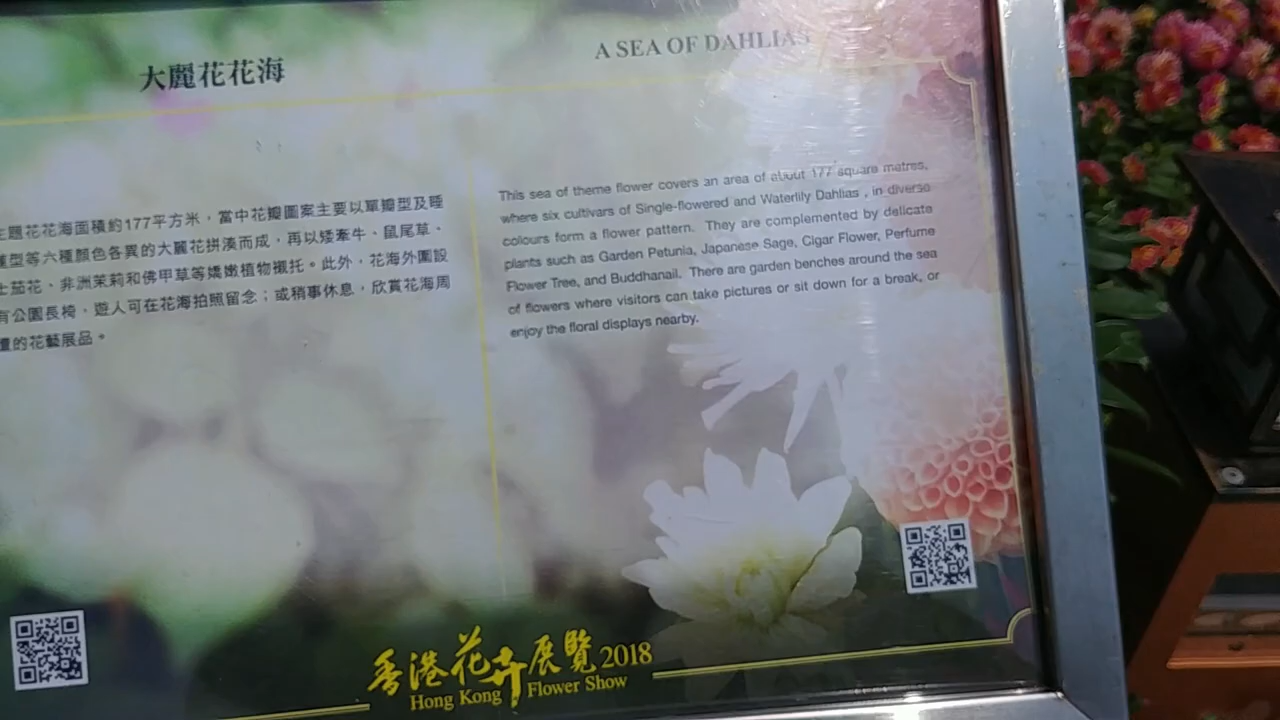 大麗花花海
主題花花海面積約177平方米，當中花瓣圖案主要以單瓣型及睡
蓮型等六種顏色各異的大麗花拼湊而成，再以矮牽牛、鼠尾草、
士茄花、非洲茉莉和佛甲草等嬌嫩植物襯托。此外，花海外圍設
有公園長椅，遊人可在花海拍照留念；或稍事休息，欣賞花海周
遭的花藝展品。
A SEA OF DAHLIAS
This sea of theme flower covers an area of about 177 square metres,
where six cultivars of Single-flowered and Waterlily Dahlias , in diverse
colours form a flower pattern. They are complemented by delicate
plants such as Garden Petunia, Japanese Sage, Cigar Flower, Perfume
Flower Tree, and Buddhanail. There are garden benches around the sea
of flowers where visitors can take pictures or sit down for a break, or
enjoy the floral displays nearby.
香港花卉展覽2018
Hong Kong Flower Show